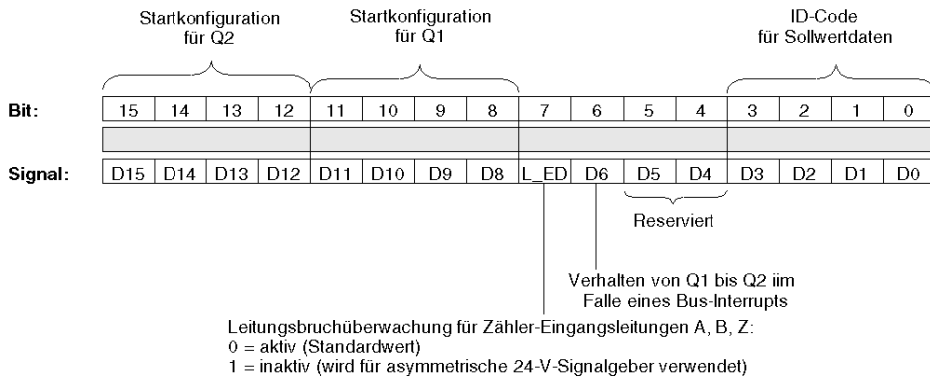 Startkonfiguration
für Q2
Startkonfiguration
für Q1
ID-Code
für Sollwertdaten
Bit: 15 14 13 12 11 10 9 8 7 6 5 4 3 2 1 0
Signal: D15 D14 D13 D12 D11 D10 D9 D8 L_ED D6 D5 D4 D3 D2 D1 D0
Reserviert
Verhalten von Q1 bis Q2 iim
Falle eines Bus-Interrupts
Leitungsbruchüberwachung für Zähler-Eingangsleitungen A, B, Z:
0 = aktiv (Standardwert)
1 = inaktiv (wird für asymmetrische 24-V-Signalgeber verwendet)